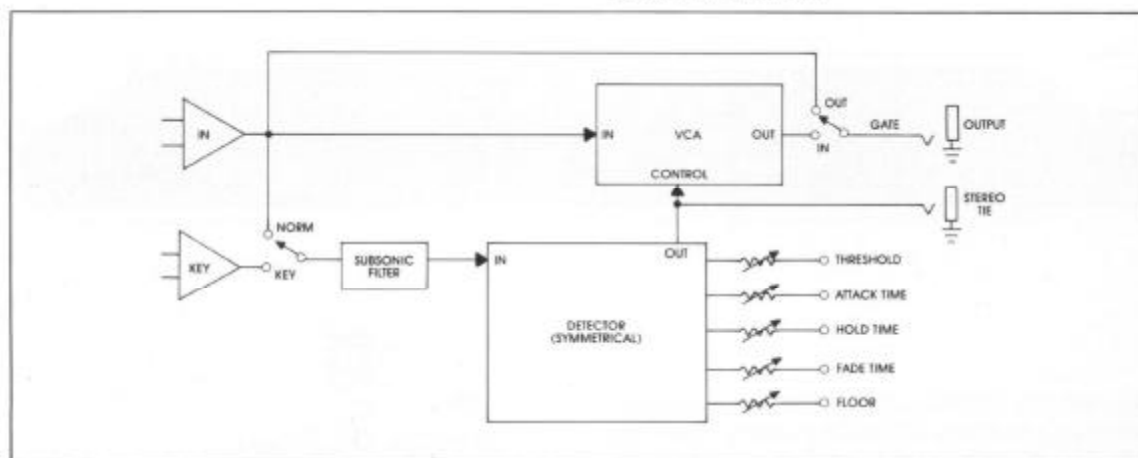 OUT
IN
IN
VCA
OUT
GATE
OUTPUT
IN
CONTROL
STEREO
TIE
NORM
KEY
KEY
SUBSONIC
FILTER
IN
OUT
THRESHOLD
ATTACK TIME
DETECTOR
(SYMMETRICAL)
HOLD TIME
FADE TIME
FLOOR